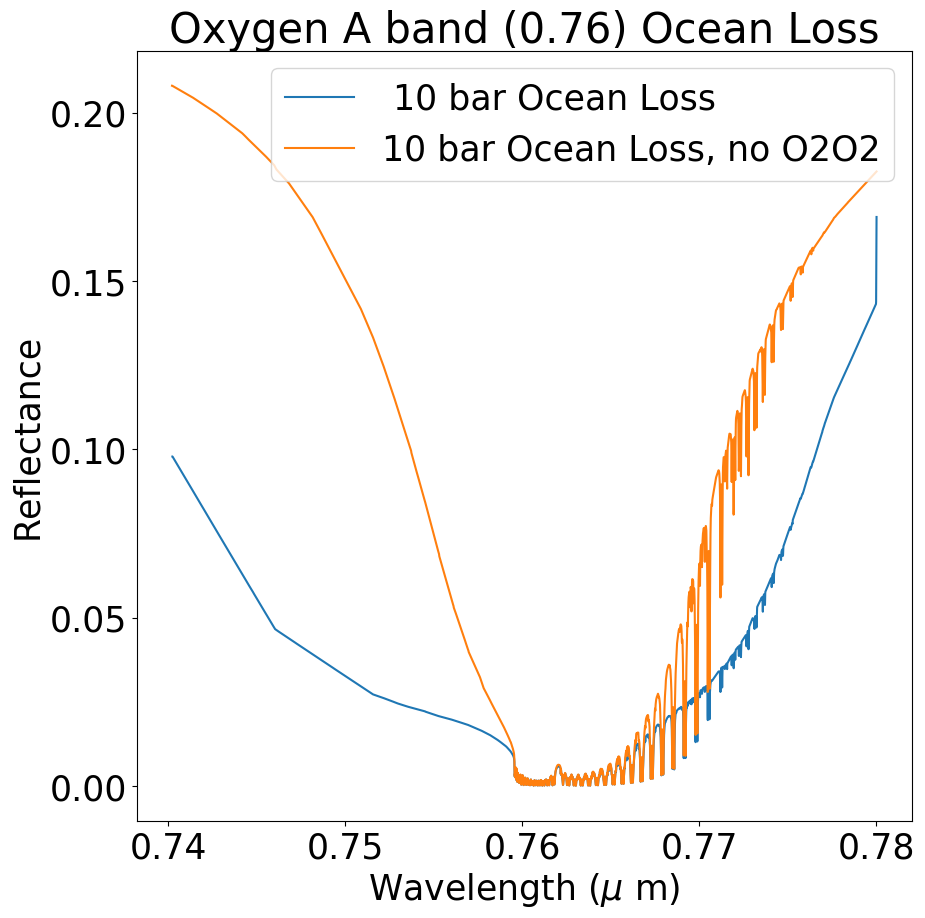 Oxygen A band (0.76) Ocean Loss
10 bar Ocean Loss
10 bar Ocean Loss, no O2O2
0.20
0.15
0.10
0.05
0.00
Reflectance
0.74 0.75 0.76 0.77 0.78
Wavelength (μ m)